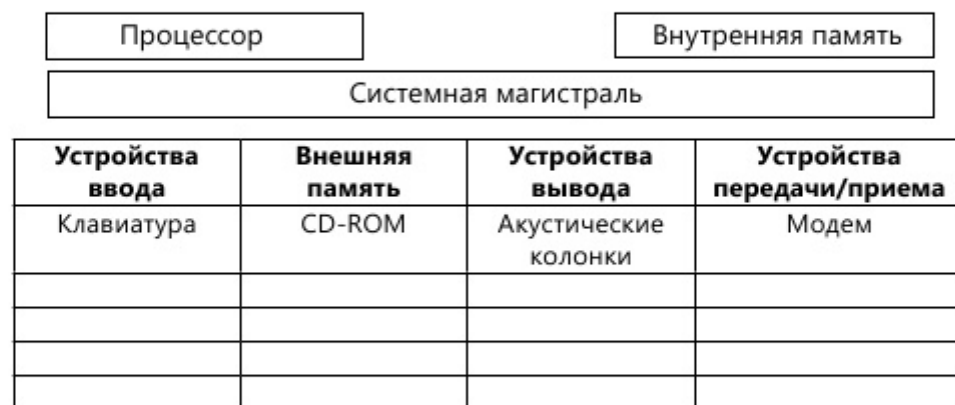 Процессор
Внутренняя память
Системная магистраль
Устройства ввода
Внешняя память
Устройства вывода
Устройства передачи/приема
Клавиатура
CD-ROM
Акустические колонки
Модем